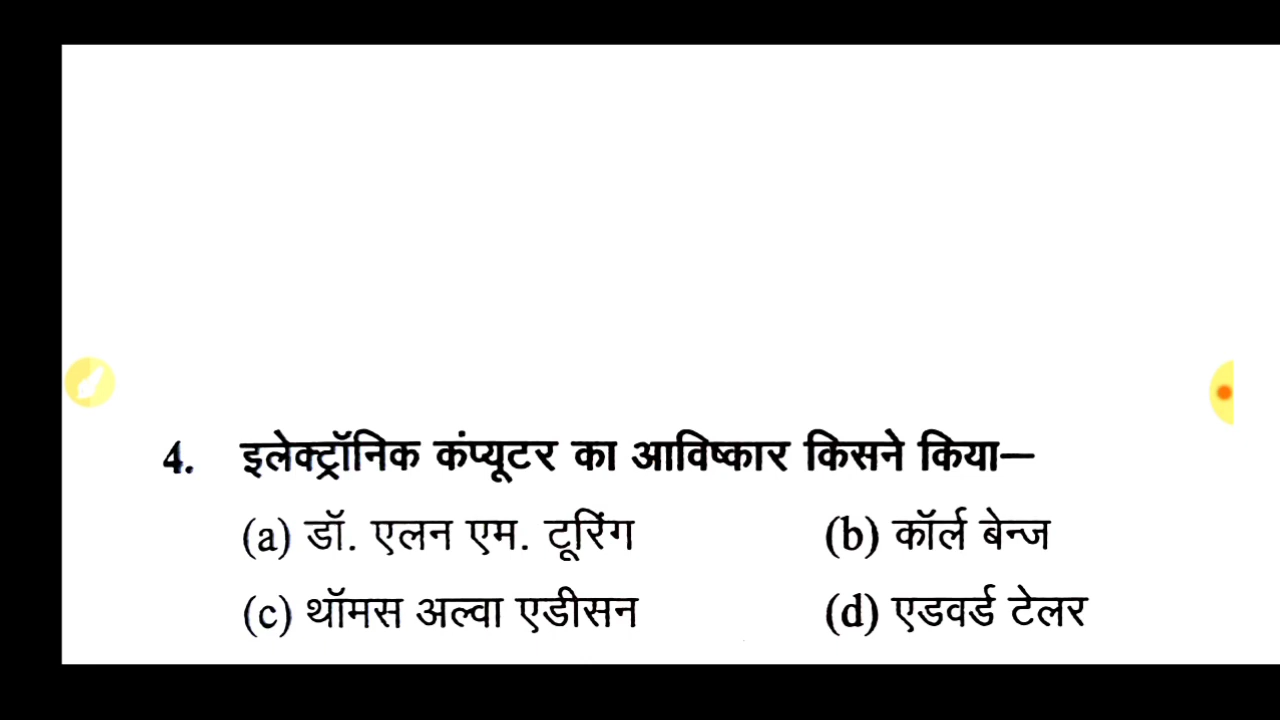 4. इलेक्ट्रॉनिक कंप्यूटर का आविष्कार किसने किया—
(a) डॉ. एलन एम. टूरिंग (b) कॉर्ल बेन्ज
(c) थॉमस अल्वा एडीसन (d) एडवर्ड टेलर